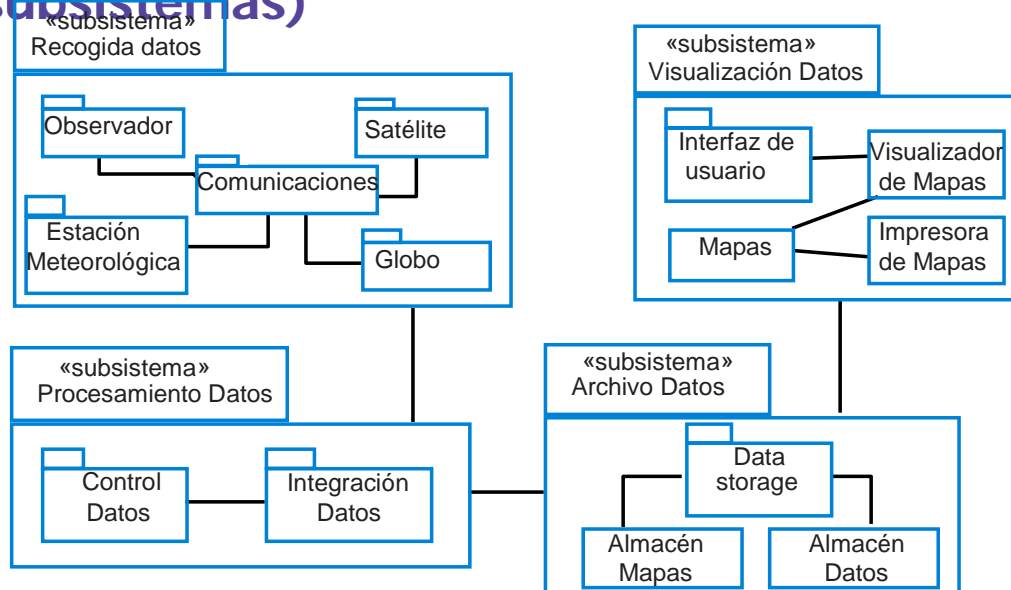 subsistemas)
«subsistema»
Recogida datos
Observador
Satélite
Comunicaciones
Estación
Meteorológica
Globo
«subsistema»
Visualización Datos
Interfaz de
usuario
Visualizador
de Mapas
Mapas
Impresora
de Mapas
«subsistema»
Procesamiento Datos
Control
Datos
Integración
Datos
«subsistema»
Archivo Datos
Data
storage
Almacén
Mapas
Almacén
Datos